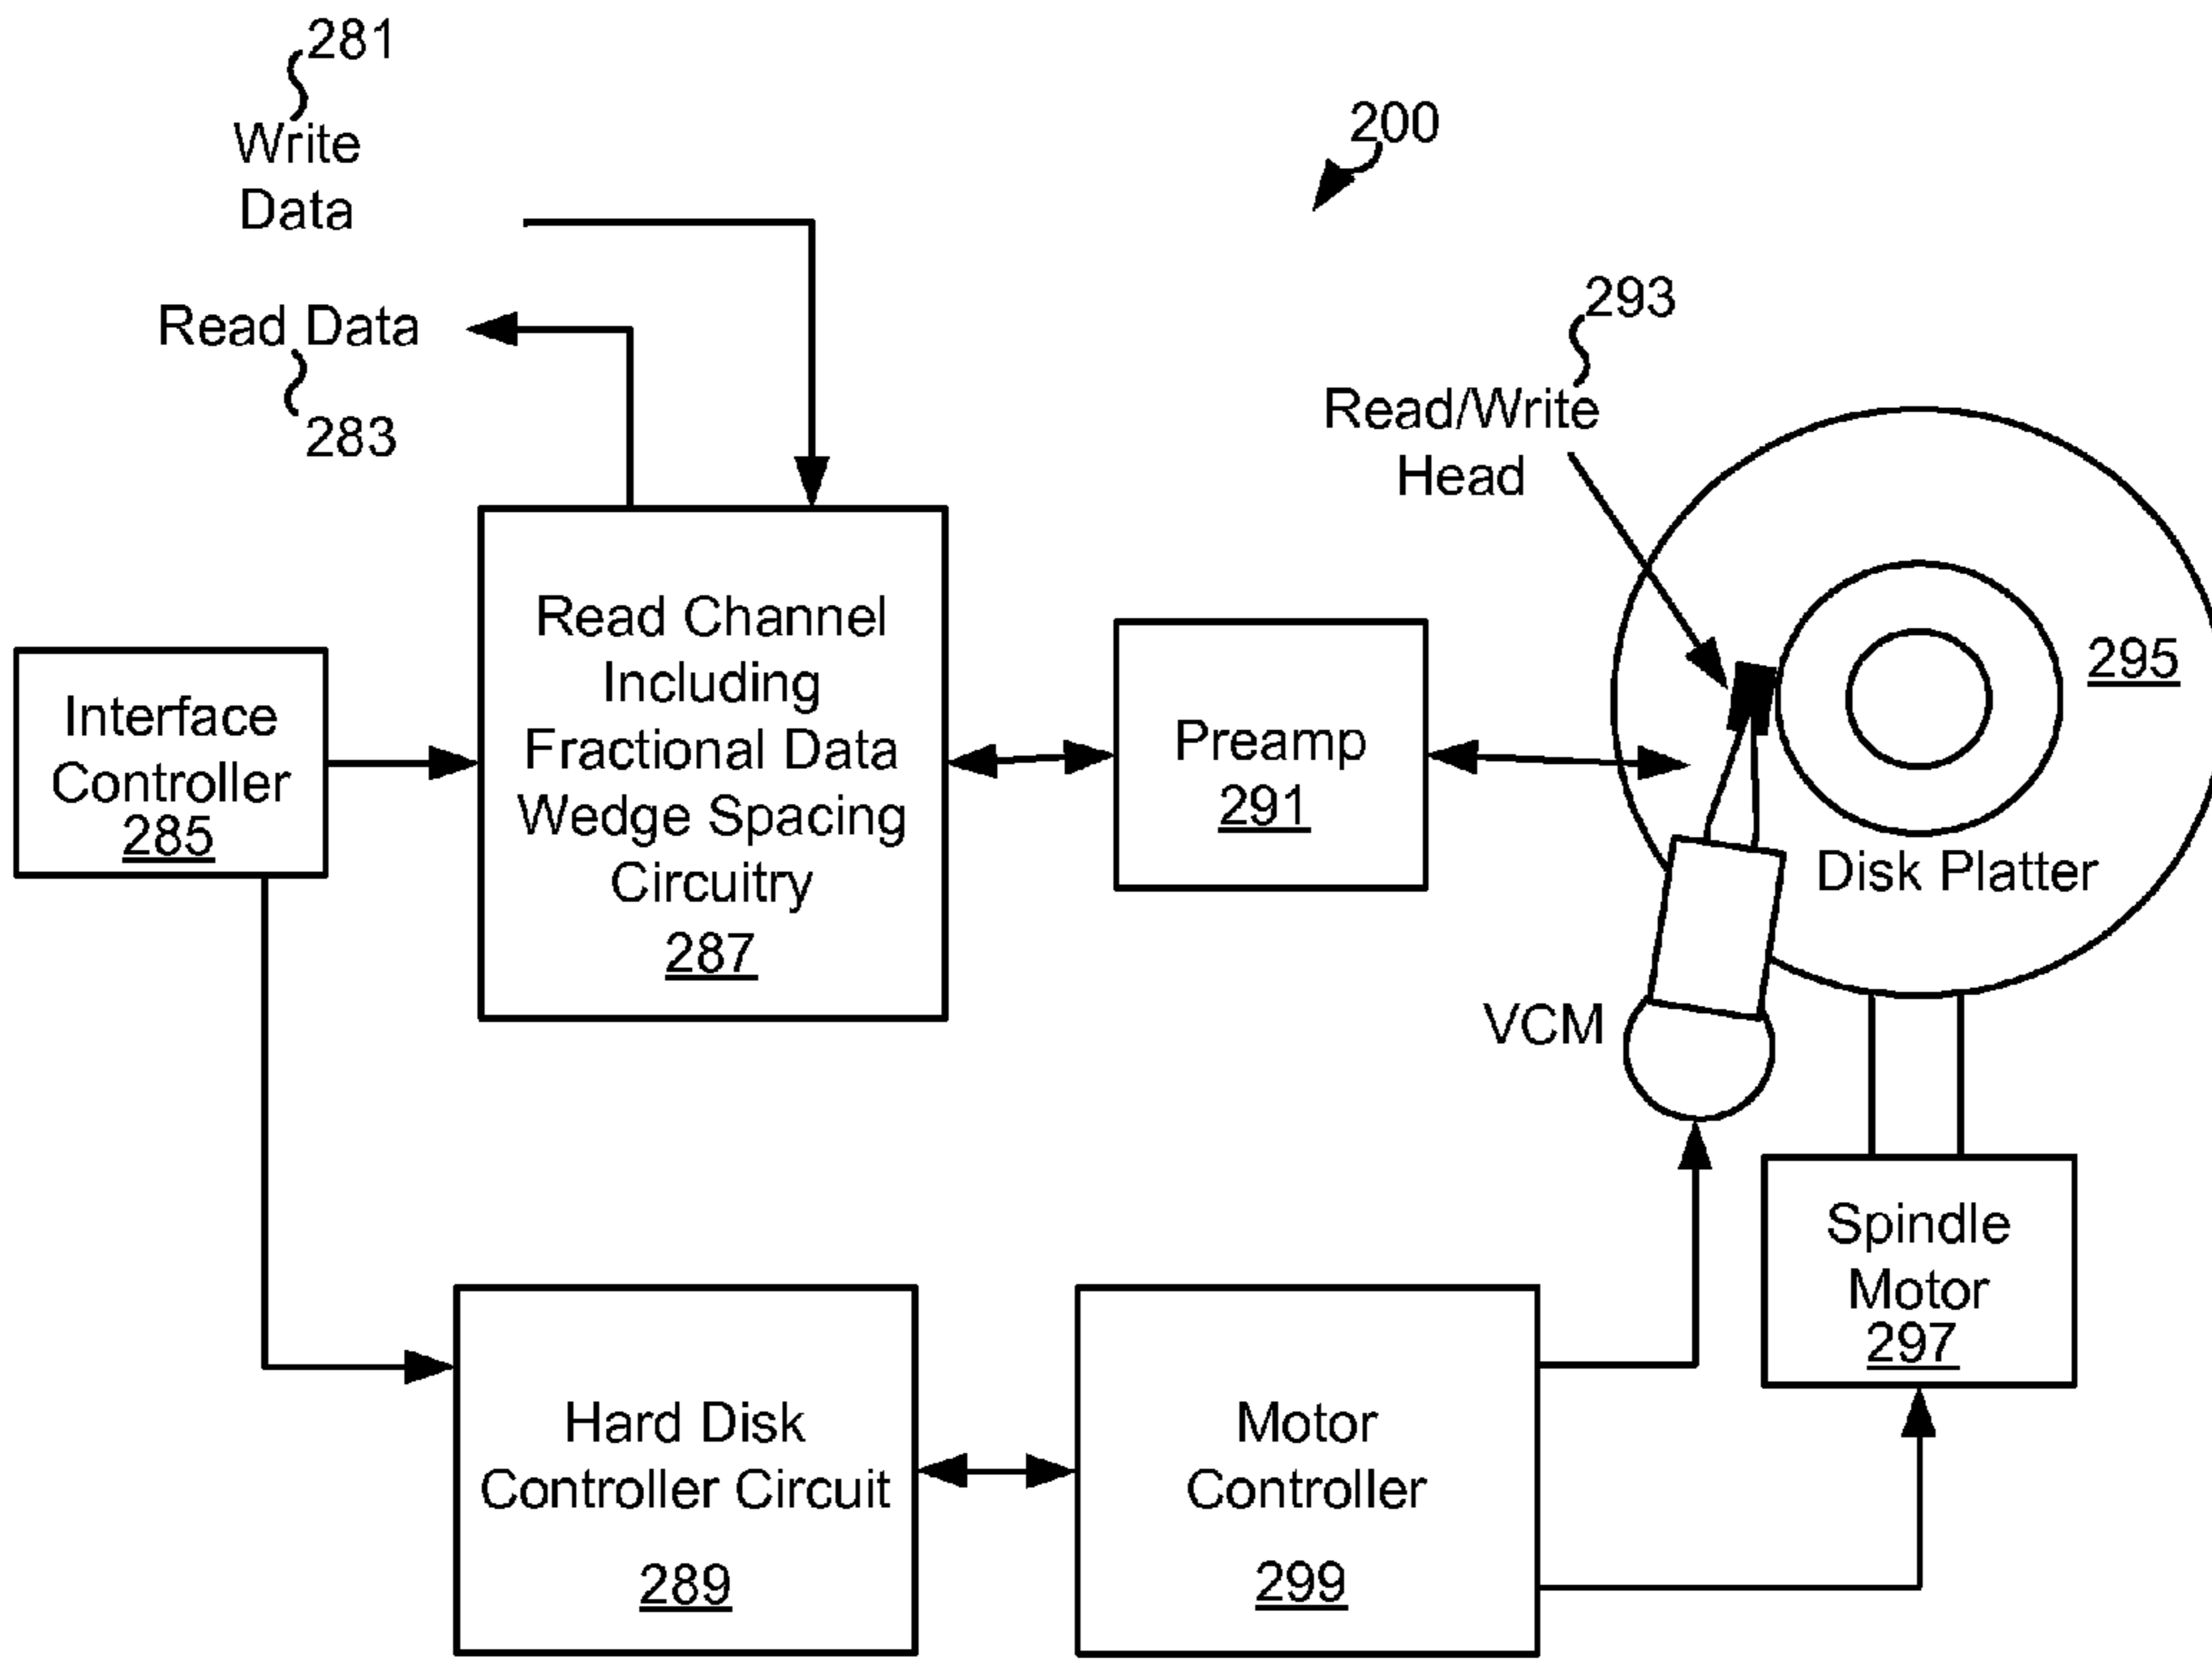 281
Write
Data
200
Read Data
283
293
Read/Write
Head
Read Channel
Including
Fractional Data
Wedge Spacing
Circuitry
287
Interface
Controller
285
Preamp
291
295
Disk Platter
VCM
Spindle
Motor
297
Hard Disk
Controller Circuit
289
Motor
Controller
299